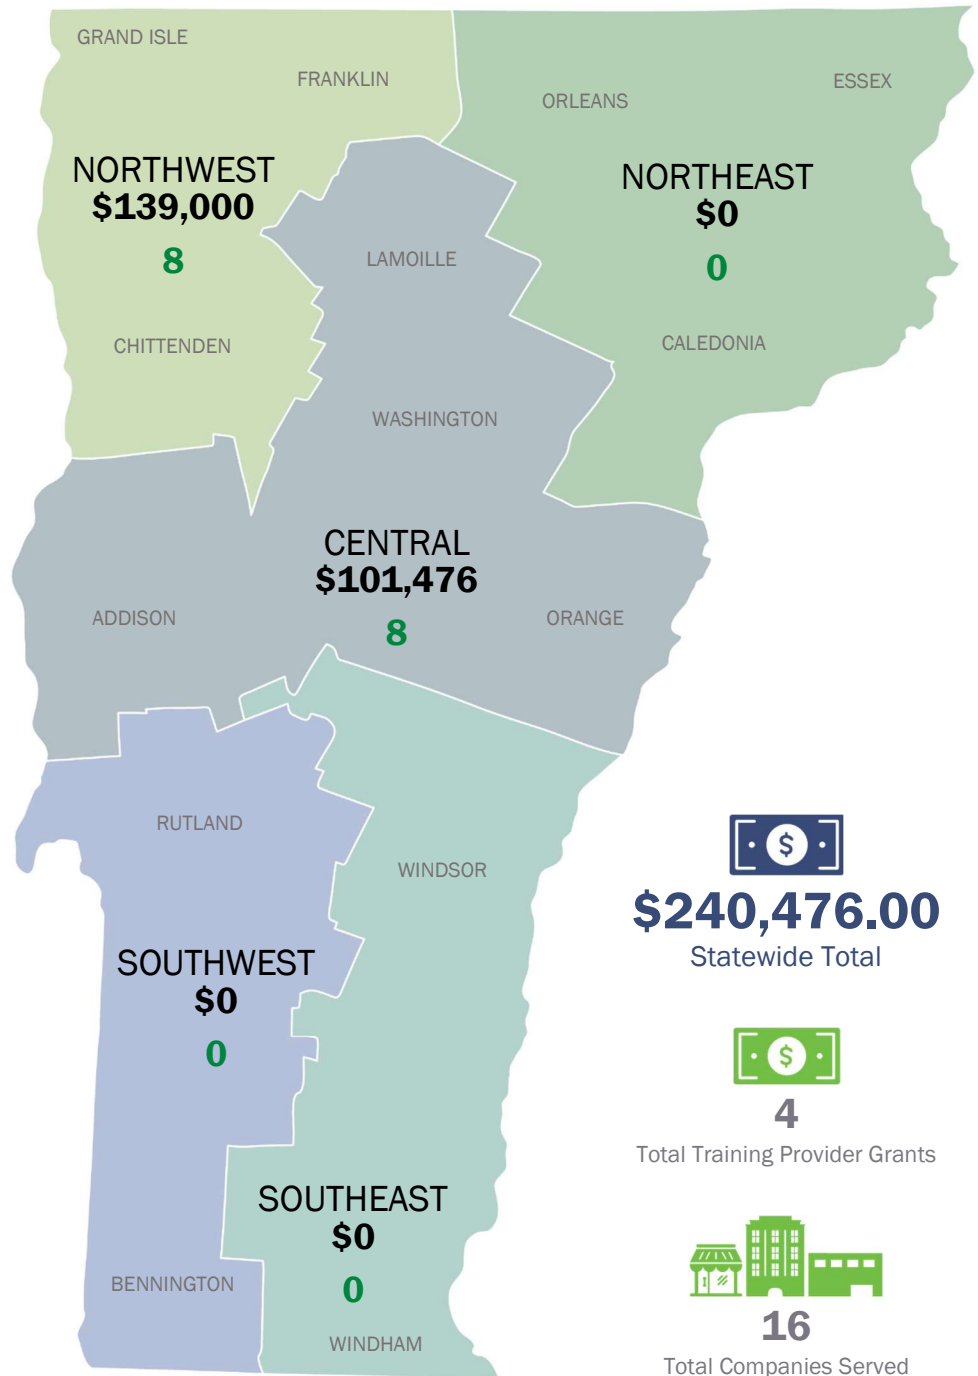 GRAND ISLE
FRANKLIN
ORLEANS
ESSEX
NORTHWEST
$139,000
8
NORTHEAST
$0
0
LAMOILLE
CHITTENDEN
CALEDONIA
WASHINGTON
CENTRAL
$101,476
8
ADDISON
ORANGE
RUTLAND
WINDSOR
$
$240,476.00
Statewide Total
SOUTHWEST
$0
0
$
4
Total Training Provider Grants
SOUTHEAST
$0
0
BENNINGTON
WINDHAM
16
Total Companies Served